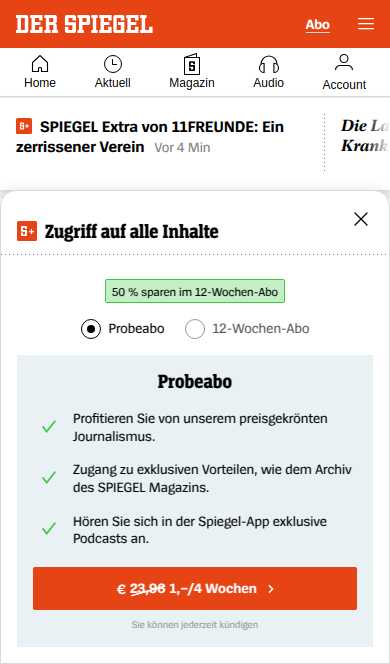 DER SPIEGEL
Abo
Home
Aktuell
Magazin
Audio
Account
S+ SPIEGEL Extra von 11FREUNDE: Ein
zerrissener Verein Vor 4 Min
Die La
Krank
S+ Zugriff auf alle Inhalte
50 % sparen im 12-Wochen-Abo
Probeabo
12-Wochen-Abo
Probeabo
Profitieren Sie von unserem preisgekrönten
Journalismus.
Zugang zu exklusiven Vorteilen, wie dem Archiv
des SPIEGEL Magazins.
Hören Sie sich in der Spiegel-App exklusive
Podcasts an.
€ 23,96 1,–/4 Wochen
Sie können jederzeit kündigen